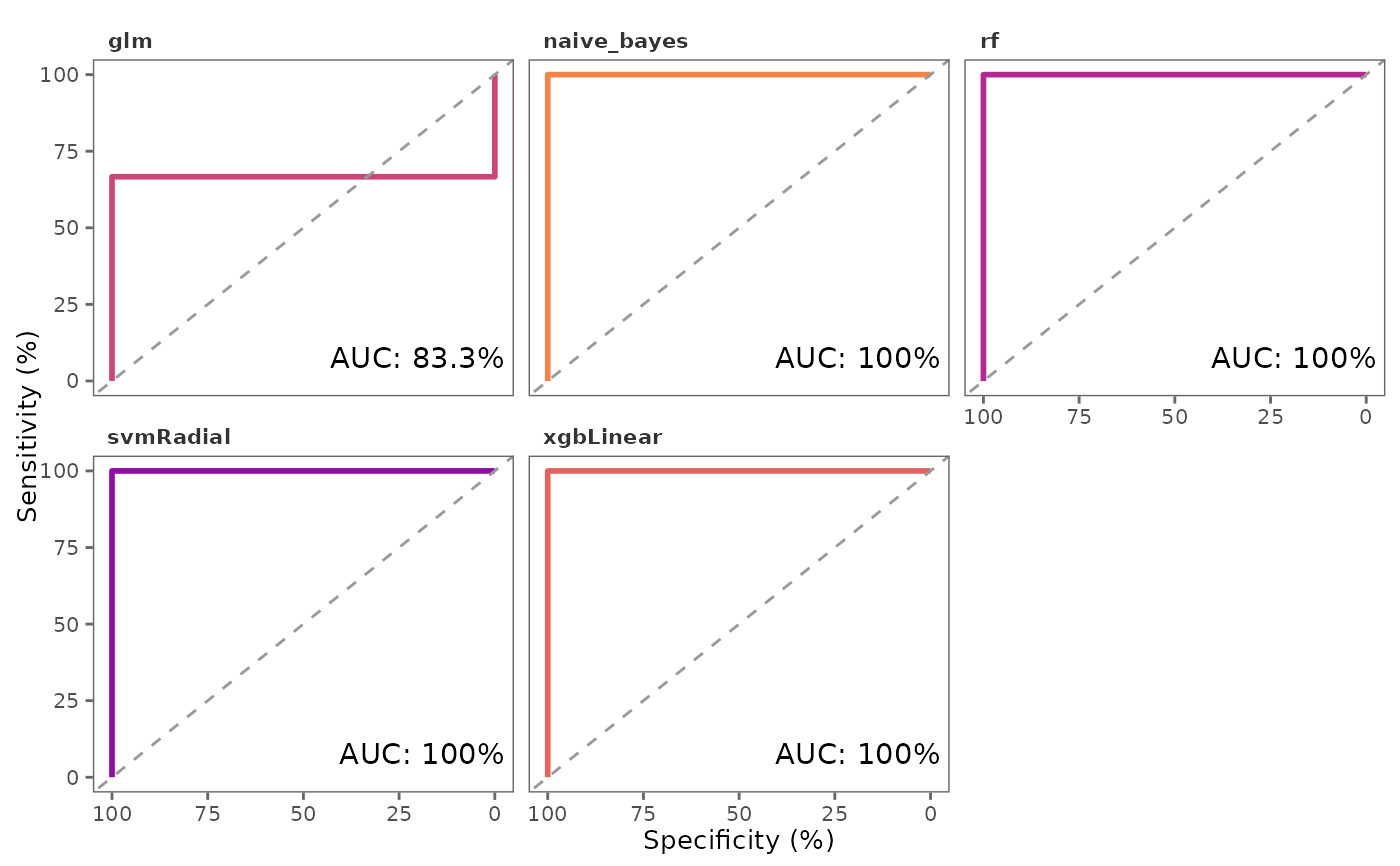 glm
naive_bayes
rf
100
75
50
25
0
AUC: 83.3%
AUC: 100%
AUC: 100%
100 75 50 25 0
svmRadial
xgbLinear
Sensitivity (%)
100
75
50
25
0
AUC: 100%
AUC: 100%
100 75 50 25 0
100 75 50 25 0
Specificity (%)